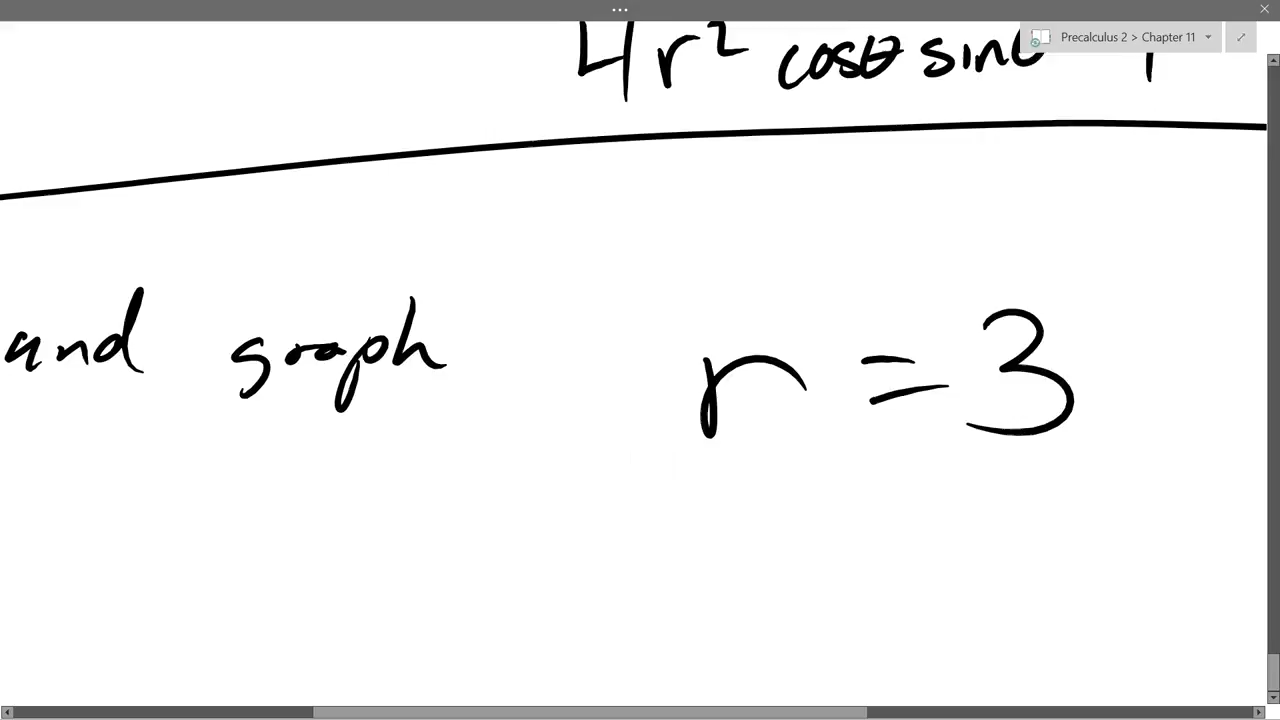 Precalculus 2 > Chapter 11
4r² cosθ sinθ
and graph r = 3